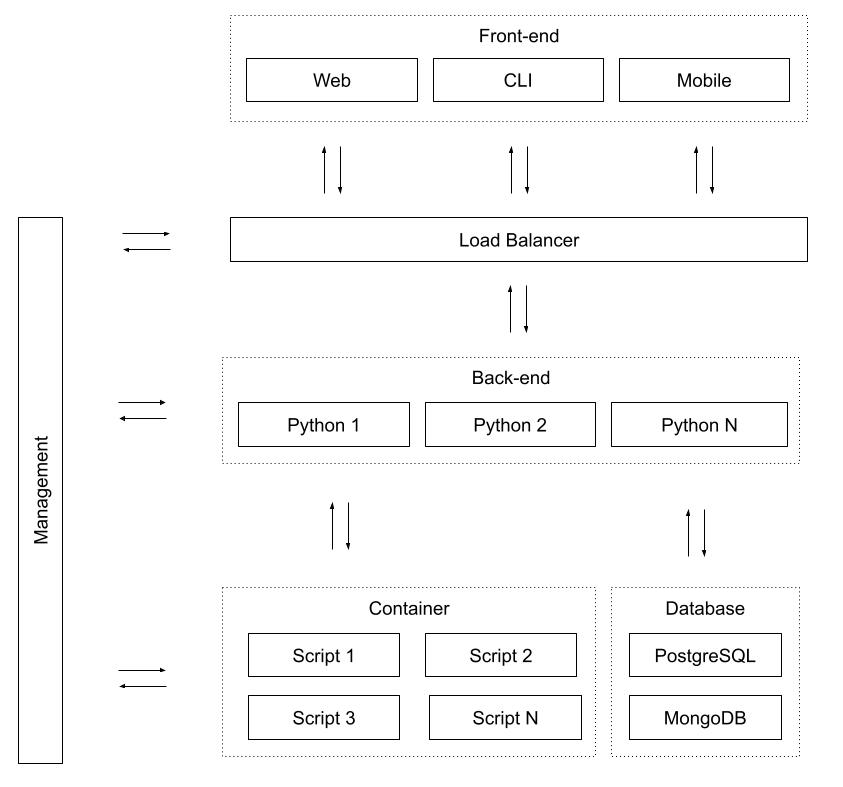 Front-end
Web
CLI
Mobile
Load Balancer
Management
Back-end
Python 1
Python 2
Python N
Container
Script 1
Script 2
Script 3
Script N
Database
PostgreSQL
MongoDB